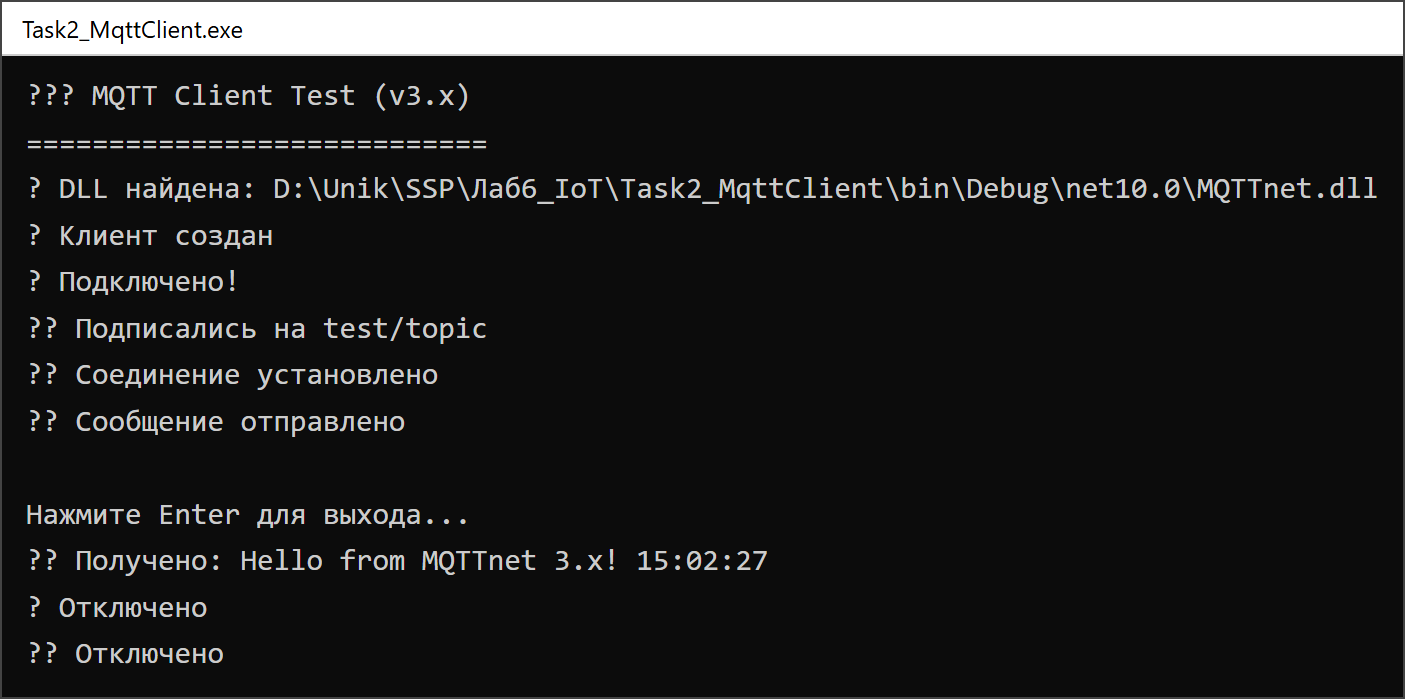 Task2_MqttClient.exe
??? MQTT Client Test (v3.x)
============================
? DLL найдена: D:\Unik\SSP\Лаб6_IoT\Task2_MqttClient\bin\Debug\net10.0\MQTTnet.dll
? Клиент создан
? Подключено!
?? Подписались на test/topic
?? Соединение установлено
?? Сообщение отправлено
Нажмите Enter для выхода...
?? Получено: Hello from MQTTnet 3.x! 15:02:27
? Отключено
?? Отключено